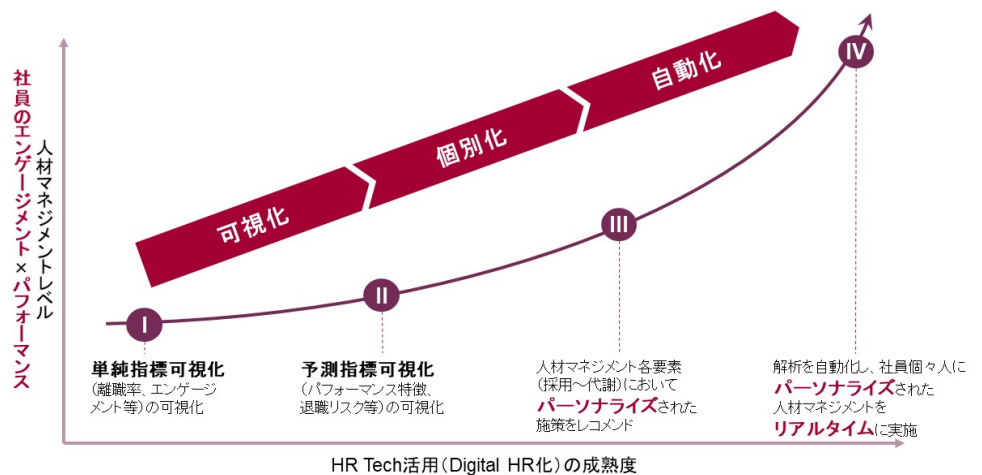 社員のエンゲージメント×パフォーマンス
人材マネジメントレベル
可視化
個別化
自動化
I
II
III
IV
単純指標可視化
(離職率、エンゲージ
メント等)の可視化
予測指標可視化
(パフォーマンス特徴、
退職リスク等)の可視化
人材マネジメント各要素
(採用~代謝)において
パーソナライズされた
施策をレコメンド
解析を自動化し、社員個々人に
パーソナライズされた
人材マネジメントを
リアルタイムに実施
HR Tech活用(Digital HR化)の成熟度